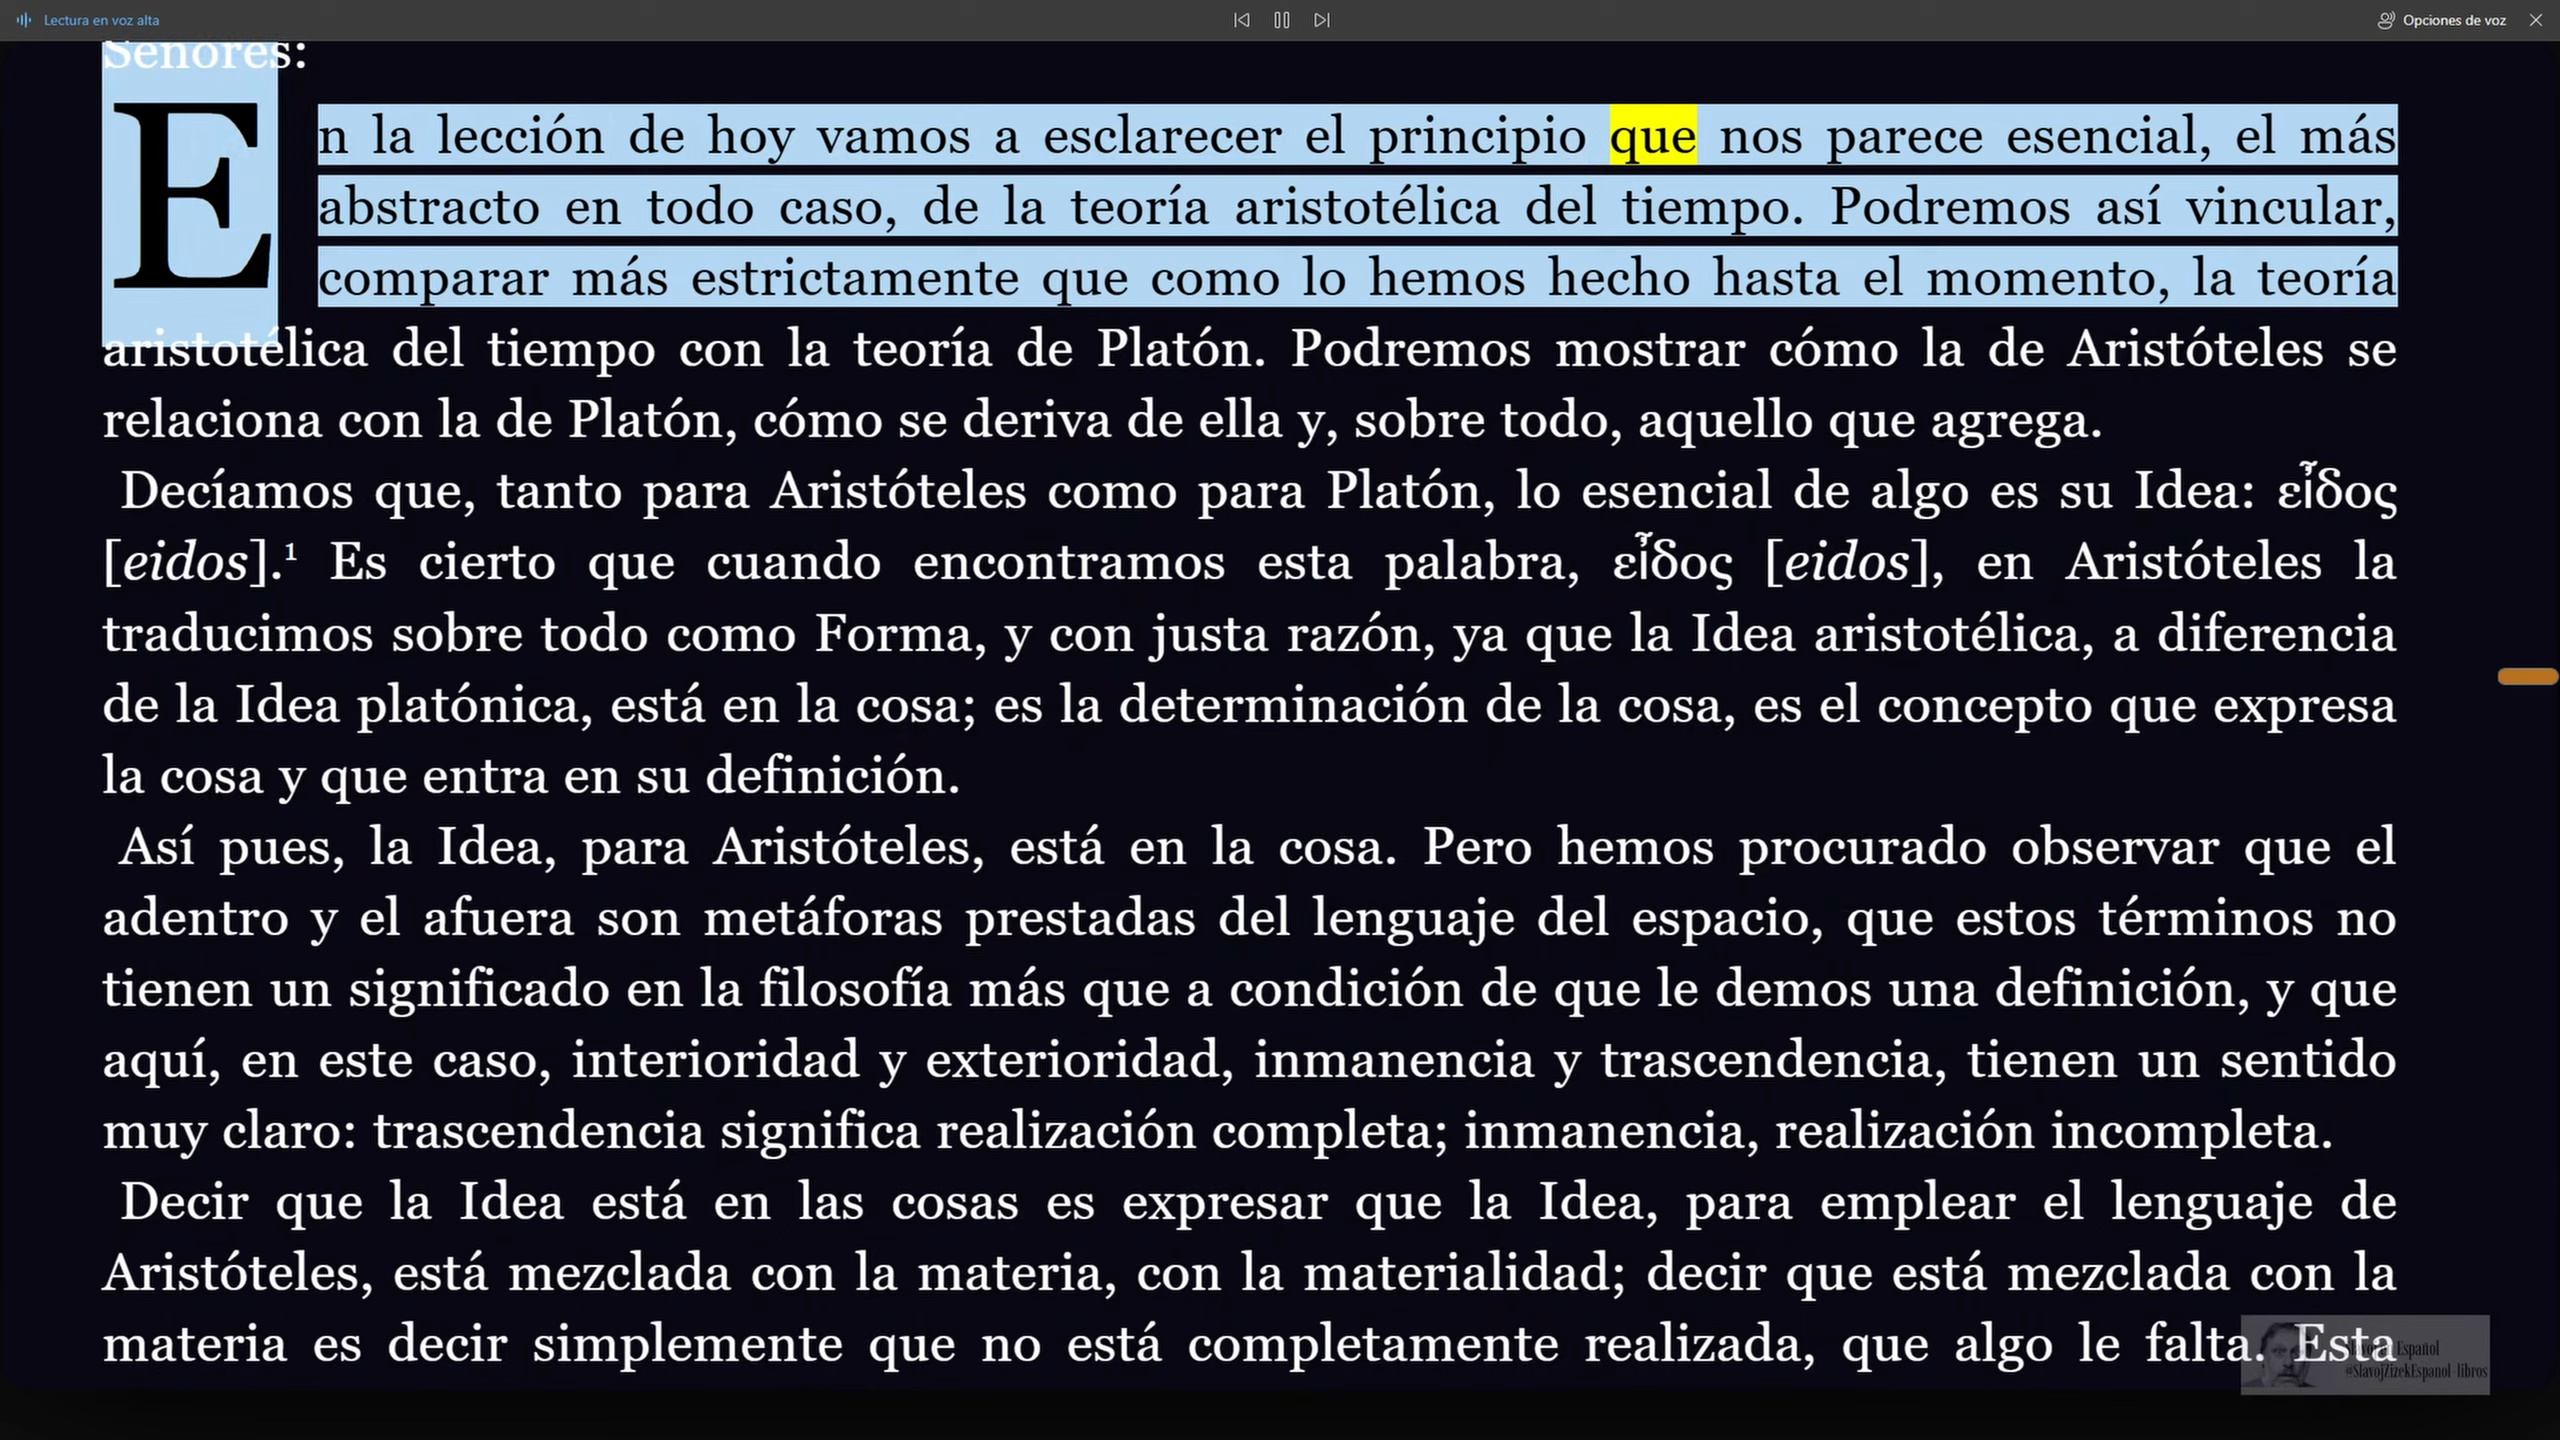 Lectura en voz alta
Opciones de voz
Señores:
En la lección de hoy vamos a esclarecer el principio que nos parece esencial, el más
abstracto en todo caso, de la teoría aristotélica del tiempo. Podremos así vincular,
comparar más estrictamente que como lo hemos hecho hasta el momento, la teoría
aristotélica del tiempo con la teoría de Platón. Podremos mostrar cómo la de Aristóteles se
relaciona con la de Platón, cómo se deriva de ella y, sobre todo, aquello que agrega.
Decíamos que, tanto para Aristóteles como para Platón, lo esencial de algo es su Idea: εἶδος
[eidos].¹ Es cierto que cuando encontramos esta palabra, εἶδος [eidos], en Aristóteles la
traducimos sobre todo como Forma, y con justa razón, ya que la Idea aristotélica, a diferencia
de la Idea platónica, está en la cosa; es la determinación de la cosa, es el concepto que expresa
la cosa y que entra en su definición.
Así pues, la Idea, para Aristóteles, está en la cosa. Pero hemos procurado observar que el
adentro y el afuera son metáforas prestadas del lenguaje del espacio, que estos términos no
tienen un significado en la filosofía más que a condición de que le demos una definición, y que
aquí, en este caso, interioridad y exterioridad, inmanencia y trascendencia, tienen un sentido
muy claro: trascendencia significa realización completa; inmanencia, realización incompleta.
Decir que la Idea está en las cosas es expresar que la Idea, para emplear el lenguaje de
Aristóteles, está mezclada con la materia, con la materialidad; decir que está mezclada con la
materia es decir simplemente que no está completamente realizada, que algo le falta. Esta
Español
@SlavojZizekEspanol-libros